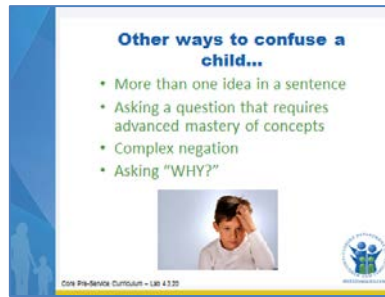 Other ways to confuse a
child...
• More than one idea in a sentence
• Asking a question that requires
advanced mastery of concepts
• Complex negation
• Asking "WHY?"
Core Pre-Service Curriculum – Lab 4.3.20